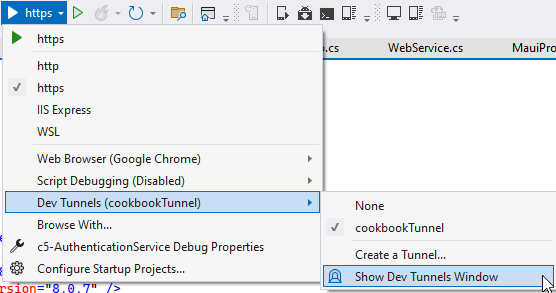 https
.cs
WebService.cs
MauiPro
https
http
https
IIS Express
WSL
Web Browser (Google Chrome)
Script Debugging (Disabled)
Dev Tunnels (cookbookTunnel)
None
cookbookTunnel
Browse With...
Create a Tunnel...
c5-AuthenticationService Debug Properties
Configure Startup Projects...
Show Dev Tunnels Window
ersion="8.0.7" />